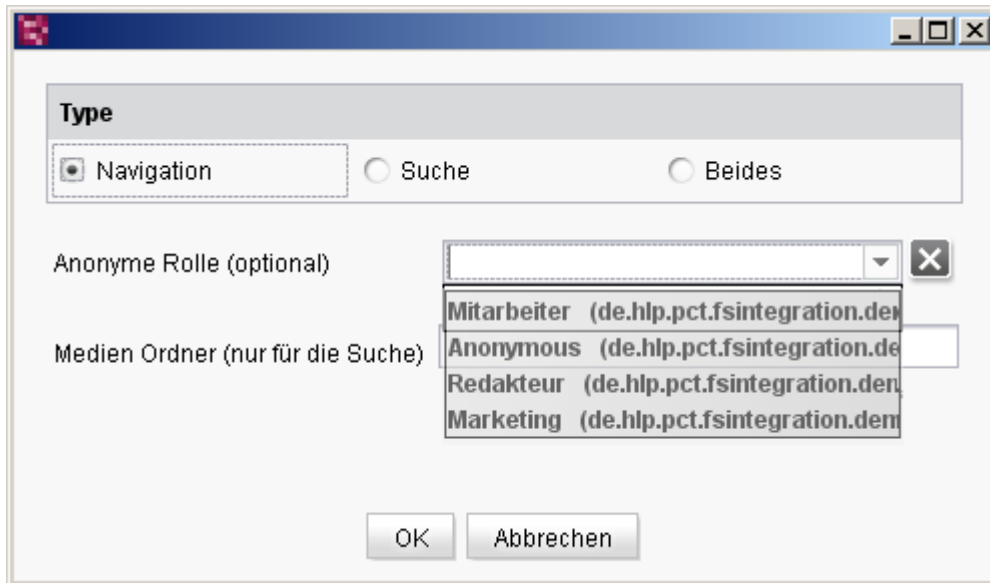 Type
Navigation Suche Beides
Anonyme Rolle (optional)
Mitarbeiter (de.hlp.pct.fsintegration.der
Medien Ordner (nur für die Suche) Anonymous (de.hlp.pct.fsintegration.de
Redakteur (de.hlp.pct.fsintegration.den
Marketing (de.hlp.pct.fsintegration.dem
OK Abbrechen